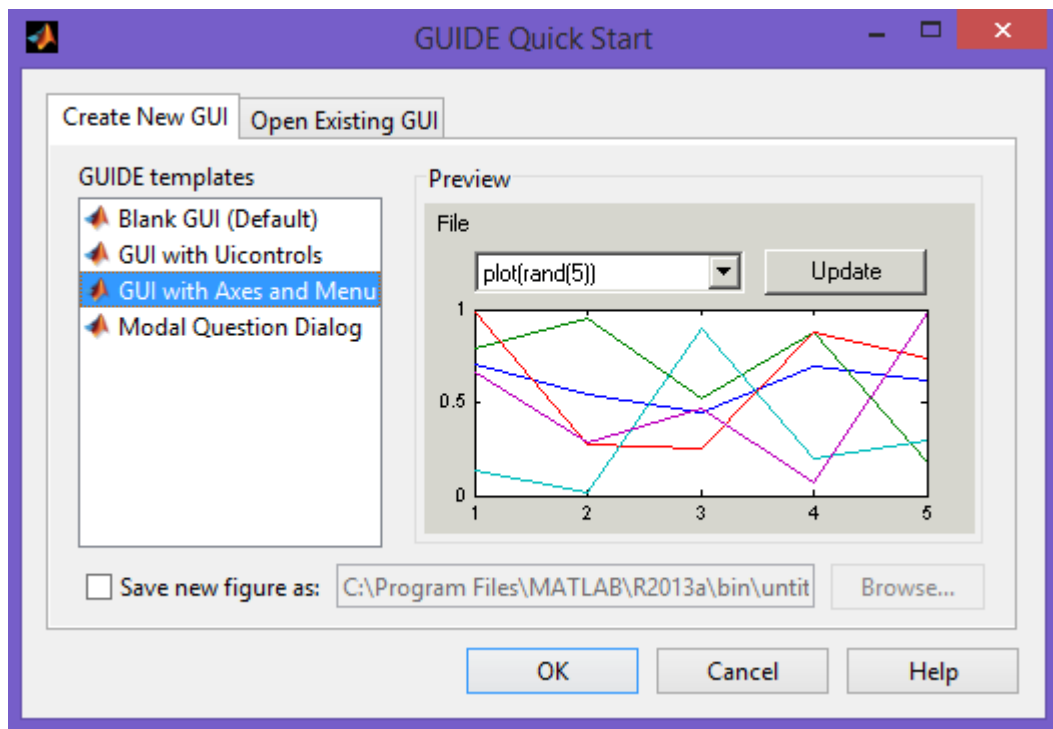 GUIDE Quick Start
Create New GUI
Open Existing GUI
GUIDE templates
Blank GUI (Default)
GUI with Uicontrols
GUI with Axes and Menu
Modal Question Dialog
Preview
File
plot(rand(5))
Update
1
0.5
0
1 2 3 4 5
Save new figure as:
C:\Program Files\MATLAB\R2013a\bin\untit
Browse...
OK
Cancel
Help